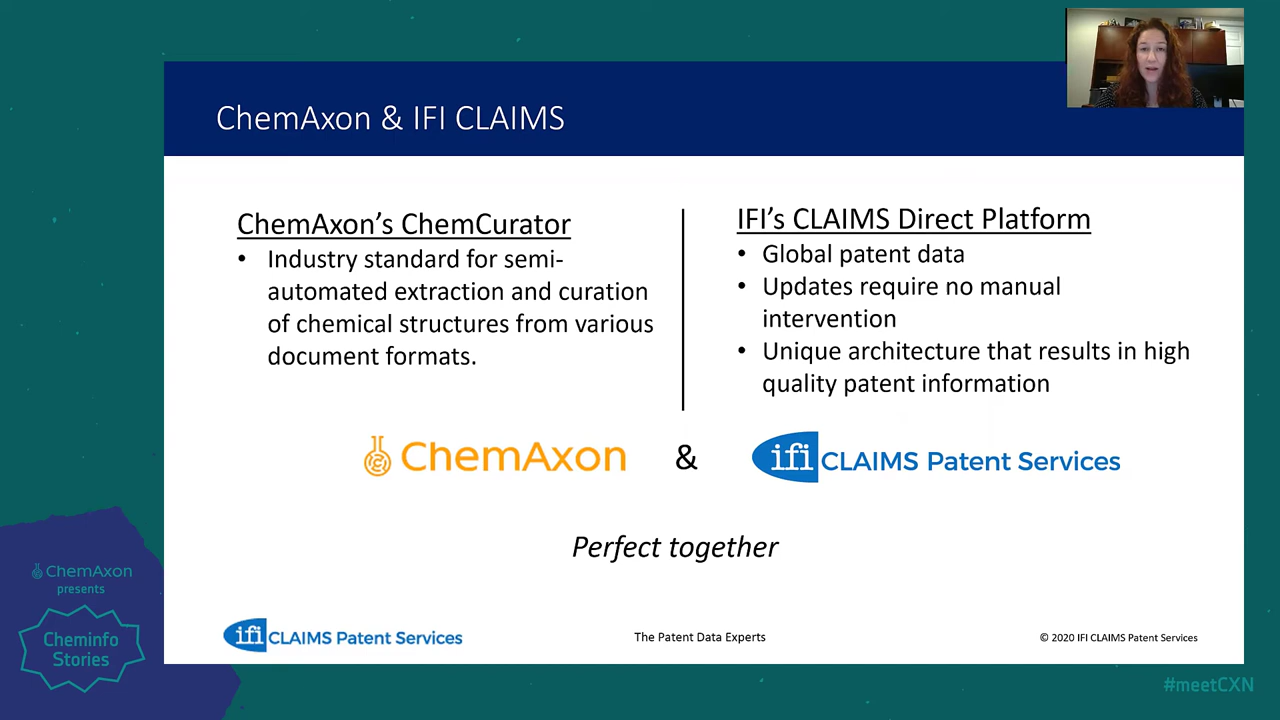 ChemAxon & IFI CLAIMS
ChemAxon's ChemCurator
• Industry standard for semi-
automated extraction and curation
of chemical structures from various
document formats.
IFI's CLAIMS Direct Platform
• Global patent data
• Updates require no manual
intervention
• Unique architecture that results in high
quality patent information
ChemAxon
&
ifi CLAIMS Patent Services
Perfect together
ifi CLAIMS Patent Services
The Patent Data Experts
© 2020 IFI CLAIMS Patent Services
ChemAxon
presents
Cheminfo
Stories
#meetCXN